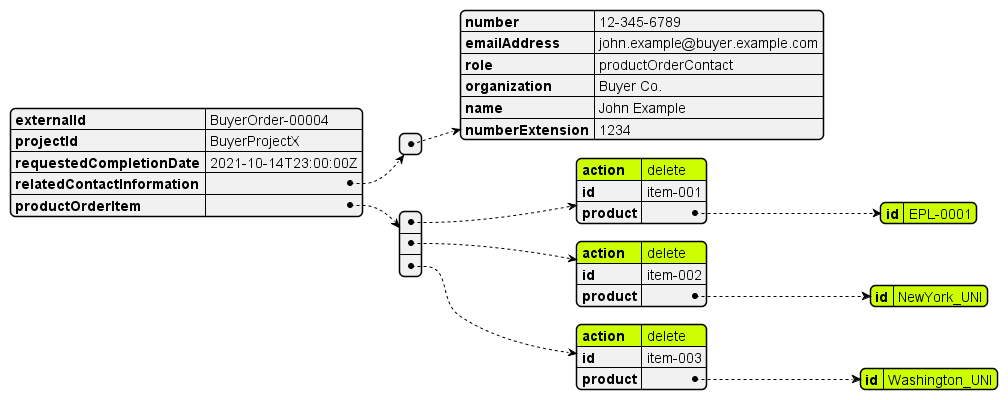 externalId BuyerOrder-00004
projectId BuyerProjectX
requestedCompletionDate 2021-10-14T23:00:00Z
relatedContactInformation
productOrderItem
number 12-345-6789
emailAddress john.example@buyer.example.com
role productOrderContact
organization Buyer Co.
name John Example
numberExtension 1234
action delete
id item-001
product
id EPL-0001
action delete
id item-002
product
id NewYork_UNI
action delete
id item-003
product
id Washington_UNI